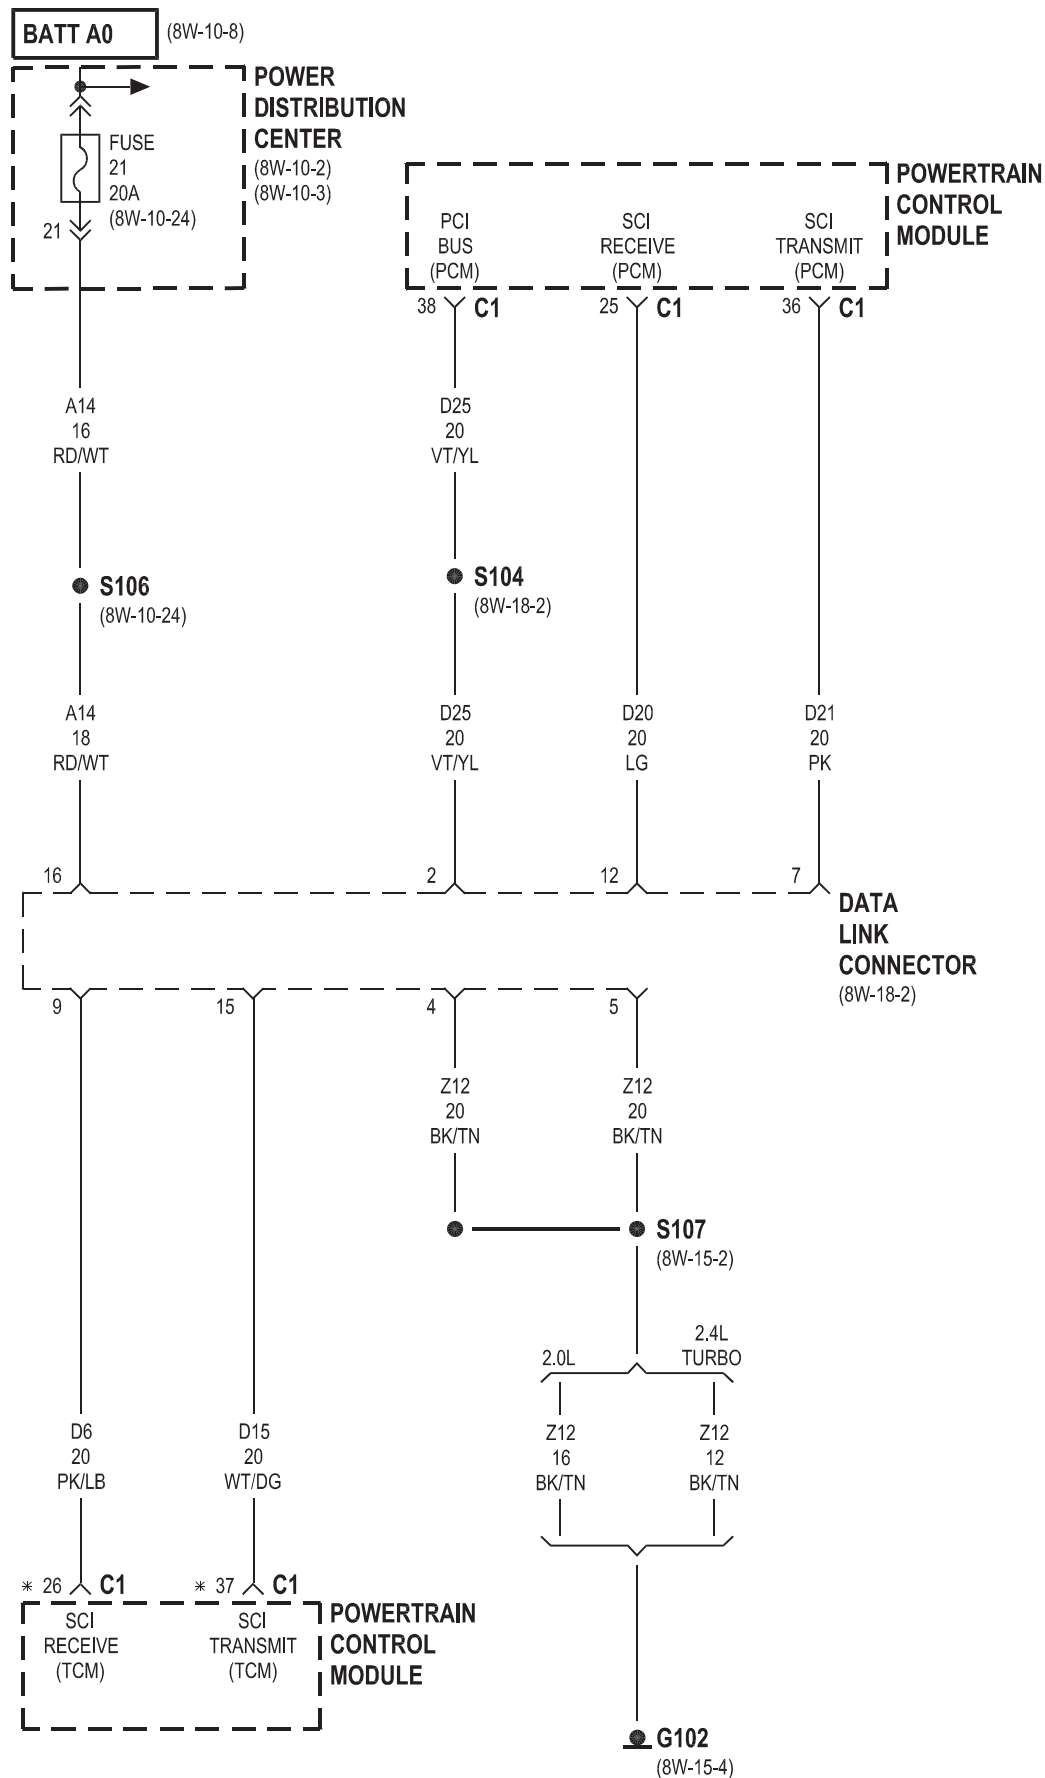 BATT A0
(8W-10-8)
POWER
DISTRIBUTION
CENTER
(8W-10-2)
(8W-10-3)
FUSE
21
20A
(8W-10-24)
21
POWERTRAIN
CONTROL
MODULE
PCI
BUS
(PCM)
SCI
RECEIVE
(PCM)
SCI
TRANSMIT
(PCM)
38 C1
25 C1
36 C1
A14
16
RD/WT
D25
20
VT/YL
S106
(8W-10-24)
S104
(8W-18-2)
A14
18
RD/WT
D25
20
VT/YL
D20
20
LG
D21
20
PK
16
2
12
7
DATA
LINK
CONNECTOR
(8W-18-2)
9
15
4
5
Z12
20
BK/TN
Z12
20
BK/TN
S107
(8W-15-2)
2.0L
2.4L
TURBO
D6
20
PK/LB
D15
20
WT/DG
Z12
16
BK/TN
Z12
12
BK/TN
* 26 C1
* 37 C1
SCI
RECEIVE
(TCM)
SCI
TRANSMIT
(TCM)
POWERTRAIN
CONTROL
MODULE
G102
(8W-15-4)